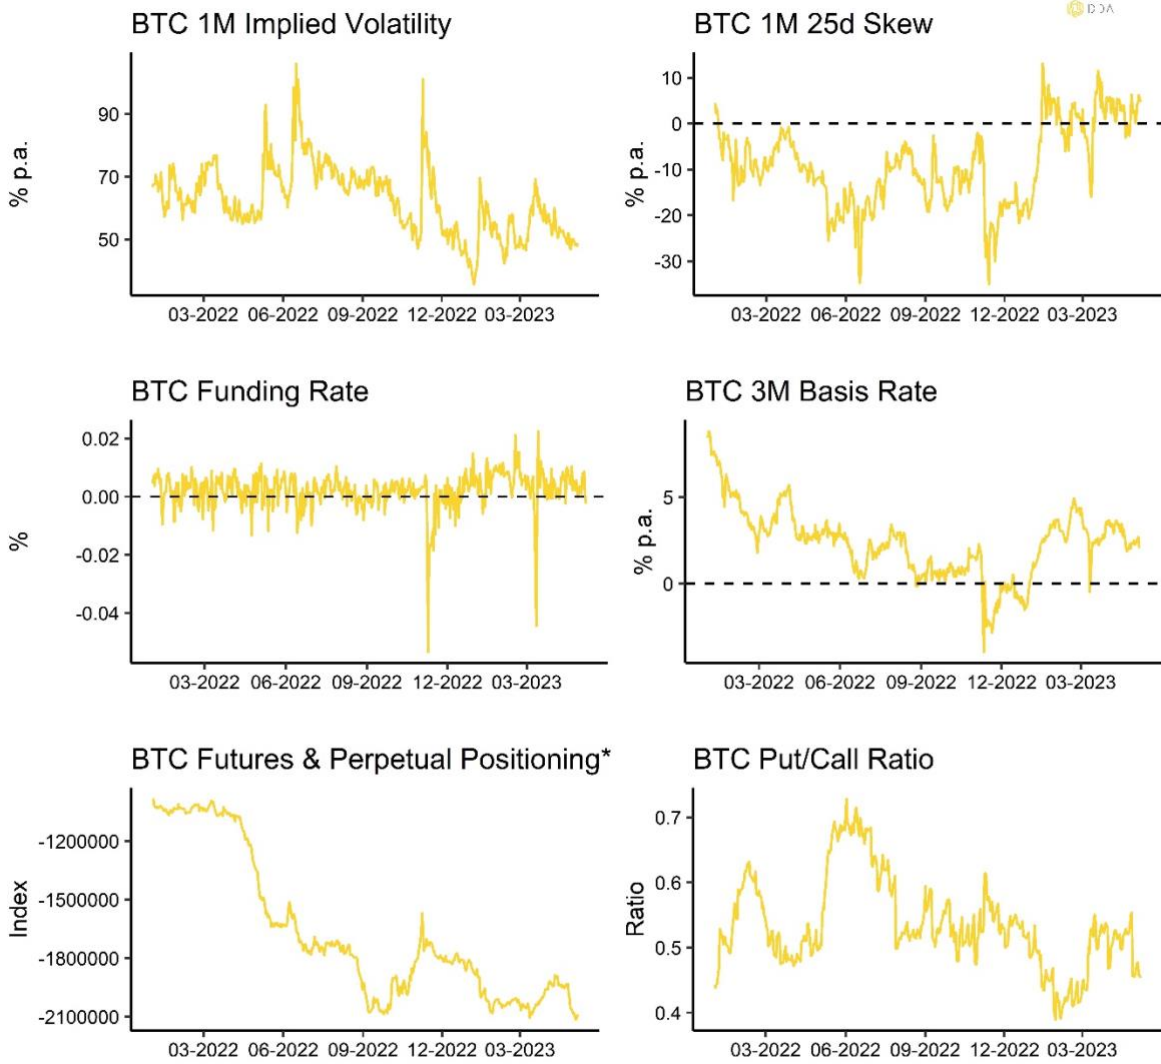 DDA
BTC 1M Implied Volatility
% p.a.
90
70
50
03-2022 06-2022 09-2022 12-2022 03-2023
BTC 1M 25d Skew
% p.a.
10
0
-10
-20
-30
03-2022 06-2022 09-2022 12-2022 03-2023
BTC Funding Rate
%
0.02
0.00
-0.02
-0.04
03-2022 06-2022 09-2022 12-2022 03-2023
BTC 3M Basis Rate
% p.a.
5
0
03-2022 06-2022 09-2022 12-2022 03-2023
BTC Futures & Perpetual Positioning*
Index
-1200000
-1500000
-1800000
-2100000
03-2022 06-2022 09-2022 12-2022 03-2023
BTC Put/Call Ratio
Ratio
0.7
0.6
0.5
0.4
03-2022 06-2022 09-2022 12-2022 03-2023